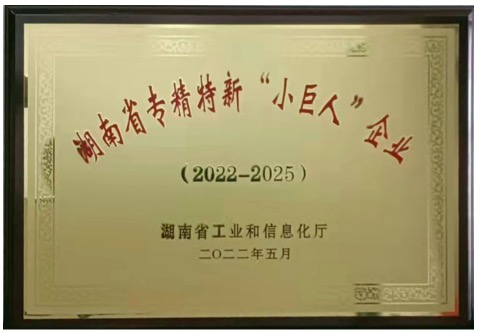 湖南省专精特新“小巨人”企业
(2022-2025)
湖南省工业和信息化厅
二〇二二年五月